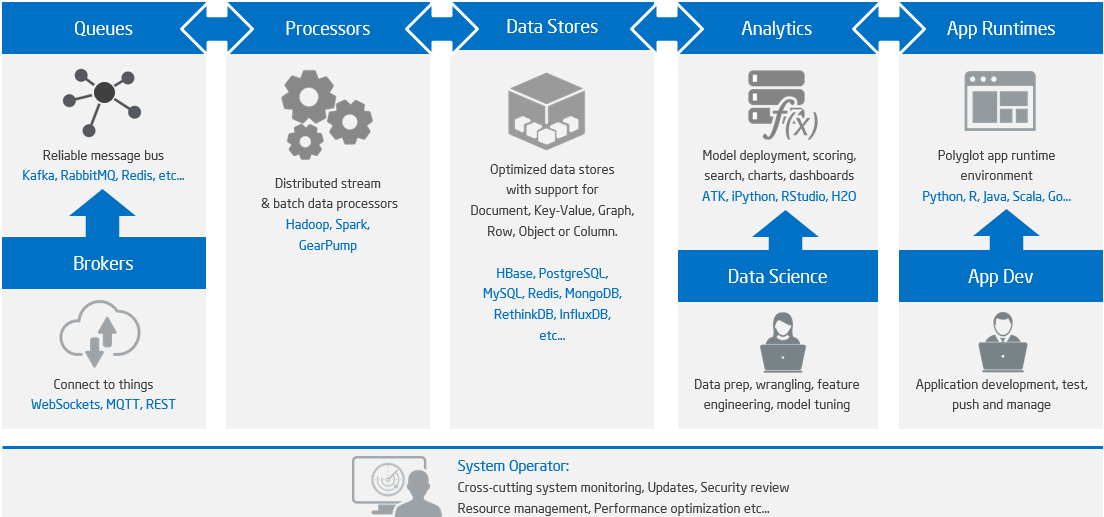 Queues
Reliable message bus
Kafka, RabbitMQ, Redis, etc...
Brokers
Connect to things
WebSockets, MQTT, REST
Processors
Distributed stream
& batch data processors
Hadoop, Spark,
GearPump
Data Stores
Optimized data stores
with support for
Document, Key-Value, Graph,
Row, Object or Column.
HBase, PostgreSQL,
MySQL, Redis, MongoDB,
RethinkDB, InfluxDB,
etc...
Analytics
f(x)
Model deployment, scoring,
search, charts, dashboards
ATK, iPython, RStudio, H2O
Data Science
Data prep, wrangling, feature
engineering, model tuning
App Runtimes
Polyglot app runtime
environment
Python, R, Java, Scala, Go...
App Dev
Application development, test,
push and manage
System Operator:
Cross-cutting system monitoring, Updates, Security review
Resource management, Performance optimization etc...